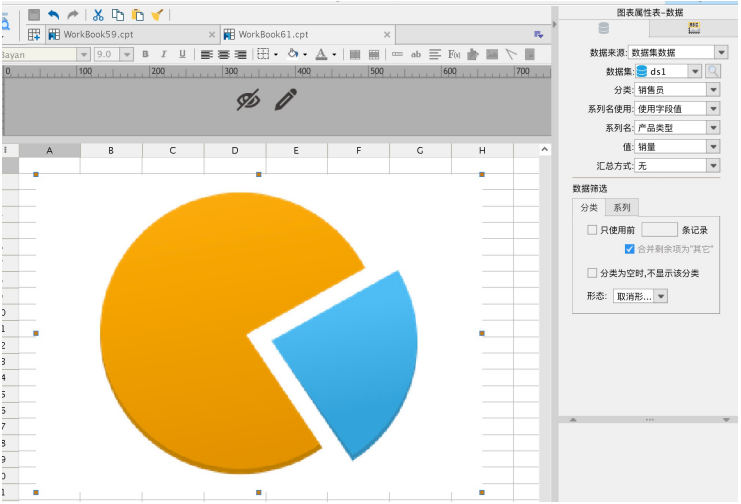 图表属性表-数据
WorkBook59.cpt × WorkBook61.cpt ×
9.0 B I U ab F(x)
0 100 200 300 400 500 600 700
A B C D E F G H
数据来源: 数据集数据
数据集: ds1
分类: 销售员
系列名使用: 使用字段值
系列名: 产品类型
值: 销量
汇总方式: 无
数据筛选
分类 系列
只使用前 条记录
合并剩余项为"其它"
分类为空时,不显示该分类
形态: 取消形...